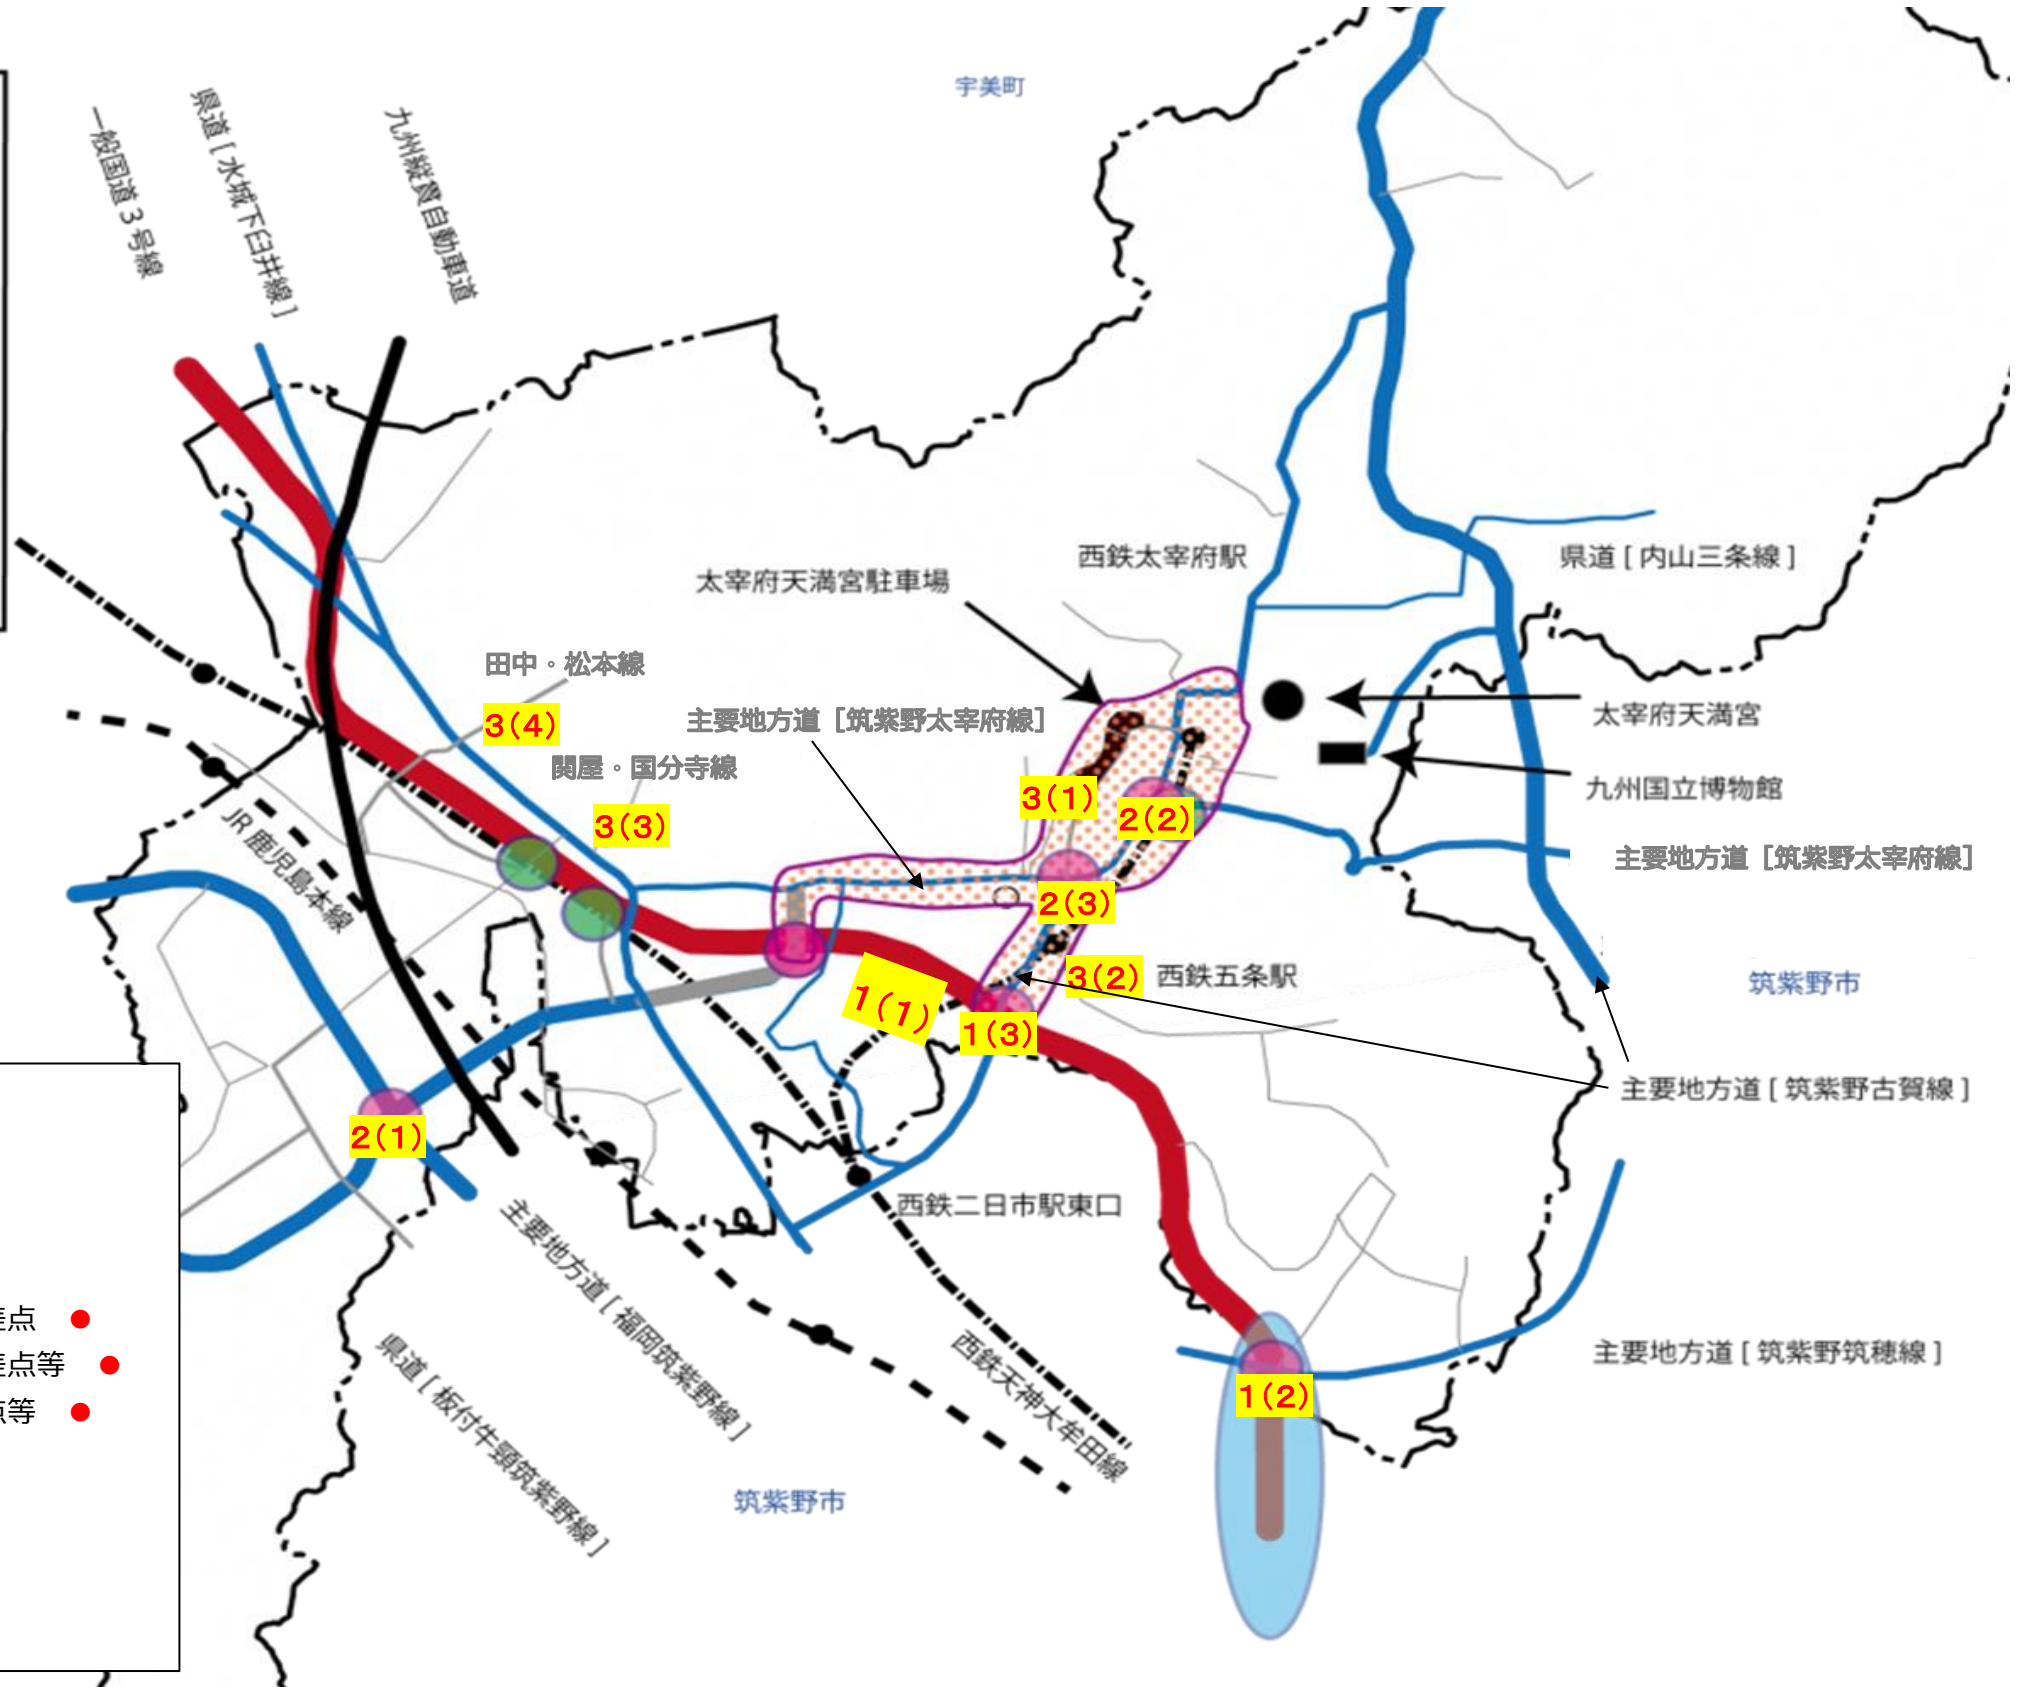 宇美町
一般国道3号線
県道[水城下臼井線]
九州縦貫自動車道
西鉄太宰府駅
県道[内山三条線]
太宰府天満宮駐車場
田中・松本線
3(4)
主要地方道［筑紫野太宰府線］
太宰府天満宮
関屋・国分寺線
3(3)
3(1)
2(2)
九州国立博物館
JR鹿児島本線
主要地方道［筑紫野太宰府線］
2(3)
3(2)
西鉄五条駅
筑紫野市
1(1)
1(3)
主要地方道[筑紫野古賀線]
2(1)
西鉄二日市駅東口
主要地方道[福岡筑紫野線]
差点 ●
西鉄天神大牟田線
主要地方道[筑紫野筑穂線]
差点等 ●
県道[板付牛頸筑紫野線]
1(2)
点等 ●
筑紫野市